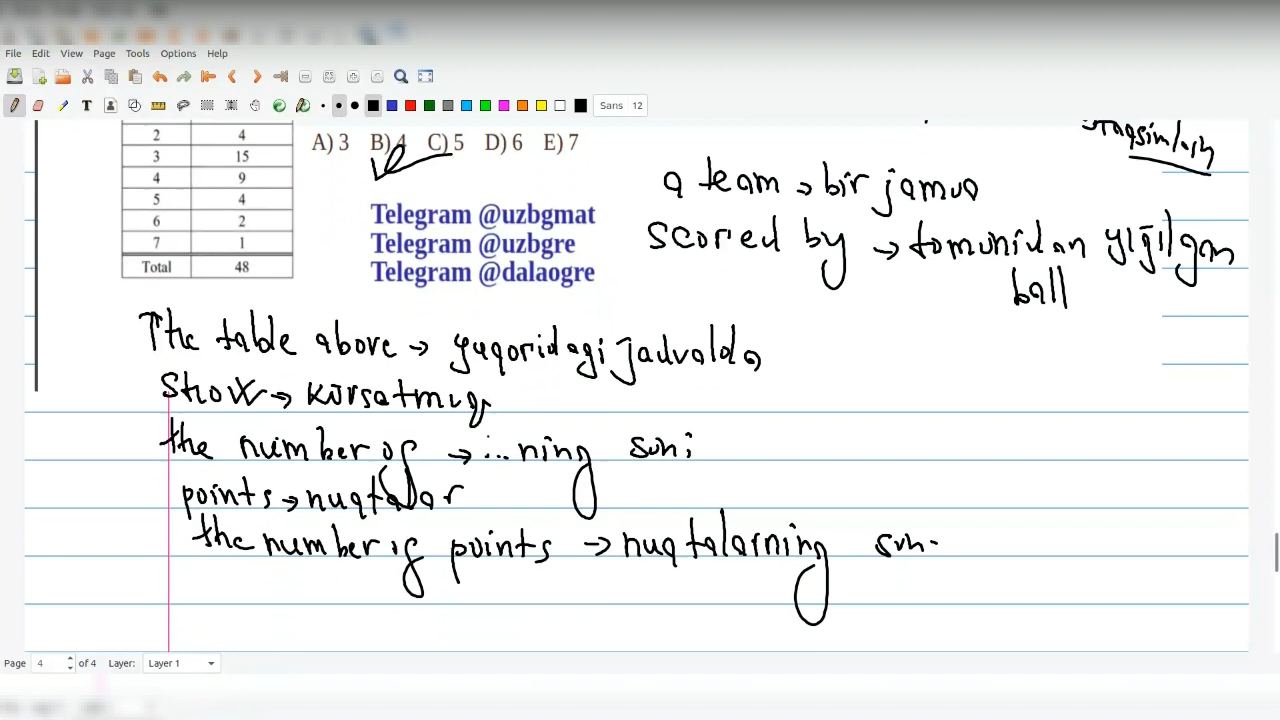 File Edit View Page Tools Options Help
Sans 12
2 4
3 15
4 9
5 4
6 2
7 1
Total 48
A) 3 B) 4 C) 5 D) 6 E) 7
Telegram @uzbgmat
Telegram @uzbgre
Telegram @dalaogre
a team → bir jamoa
scored by → tomonidan yig'ilgan
ball
The table above → yuqoridagi jadvalda
Show → ko'rsatmoq
the number of → ...ning soni
points → nuqtalar
the number of points → nuqtalarning son
Page 4 of 4 Layer: Layer 1